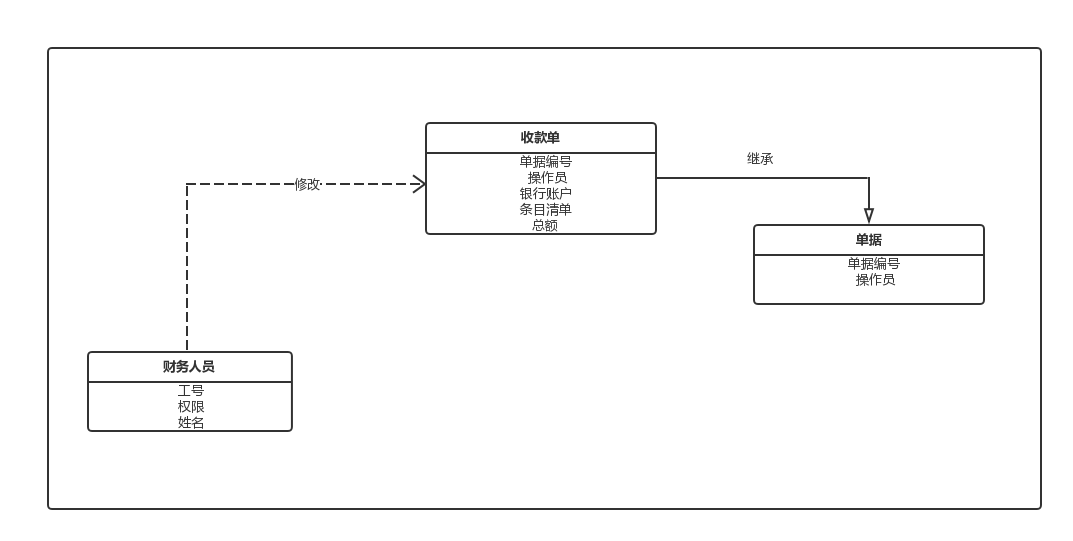 收款单
单据编号
操作员
银行账户
条目清单
总额
继承
修改
单据
单据编号
操作员
财务人员
工号
权限
姓名